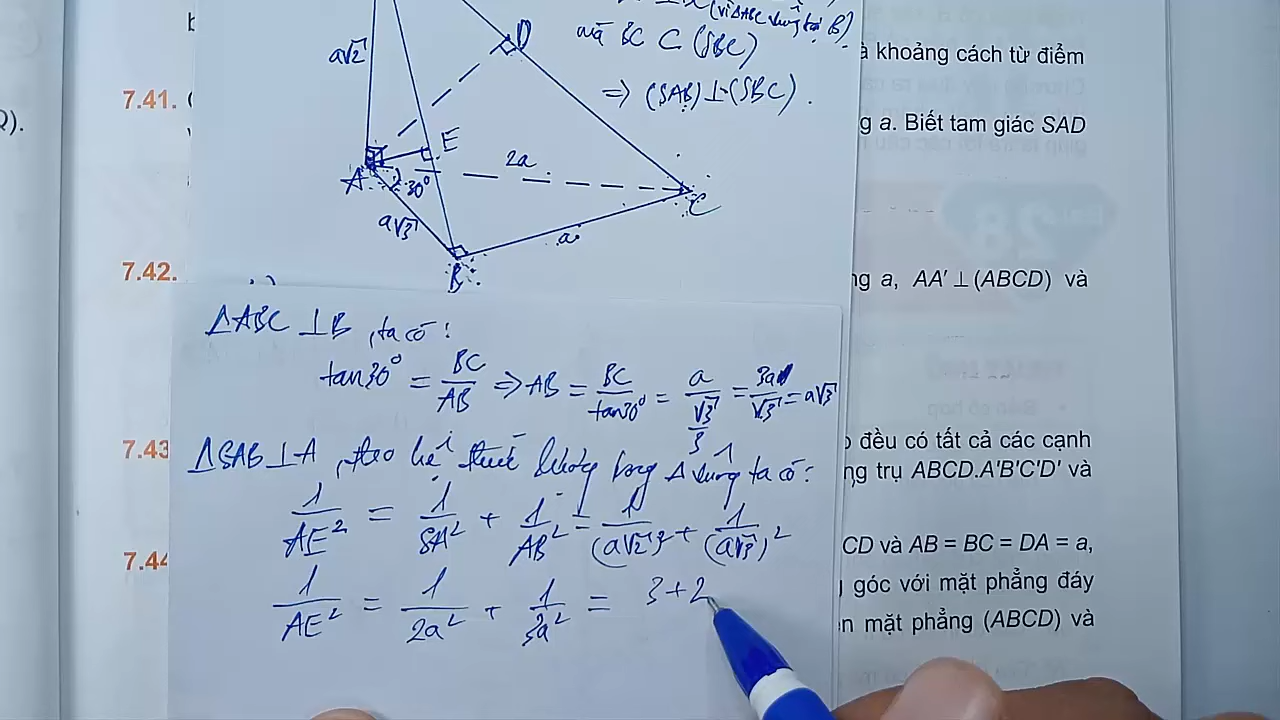 b
D
a√2
mà BC ⊂ (SBC)
(vì ΔABC vuông tại B)
à khoảng cách từ điểm
⇒ (SAB)⊥(SBC).
7.41.
g a. Biết tam giác SAD
Q).
E
2a
A
30°
C
a√3
a
B
7.42.
ng a, AA' ⊥ (ABCD) và
ΔABC ⊥B, ta có:
tan30° = BC/AB ⇒ AB = BC/tan30° = a/(√3/3) = 3a/√3 = a√3
7.43
đều có tất cả các cạnh
ΔSAB⊥A, theo hệ thức lượng trong Δ vuông ta có:
ng trụ ABCD.A'B'C'D' và
1/AE² = 1/SA² + 1/AB² = 1/(a√2)² + 1/(a√3)²
7.44
CD và AB = BC = DA = a,
1/AE² = 1/2a² + 1/3a² = 3+2
góc với mặt phẳng đáy
n mặt phẳng (ABCD) và